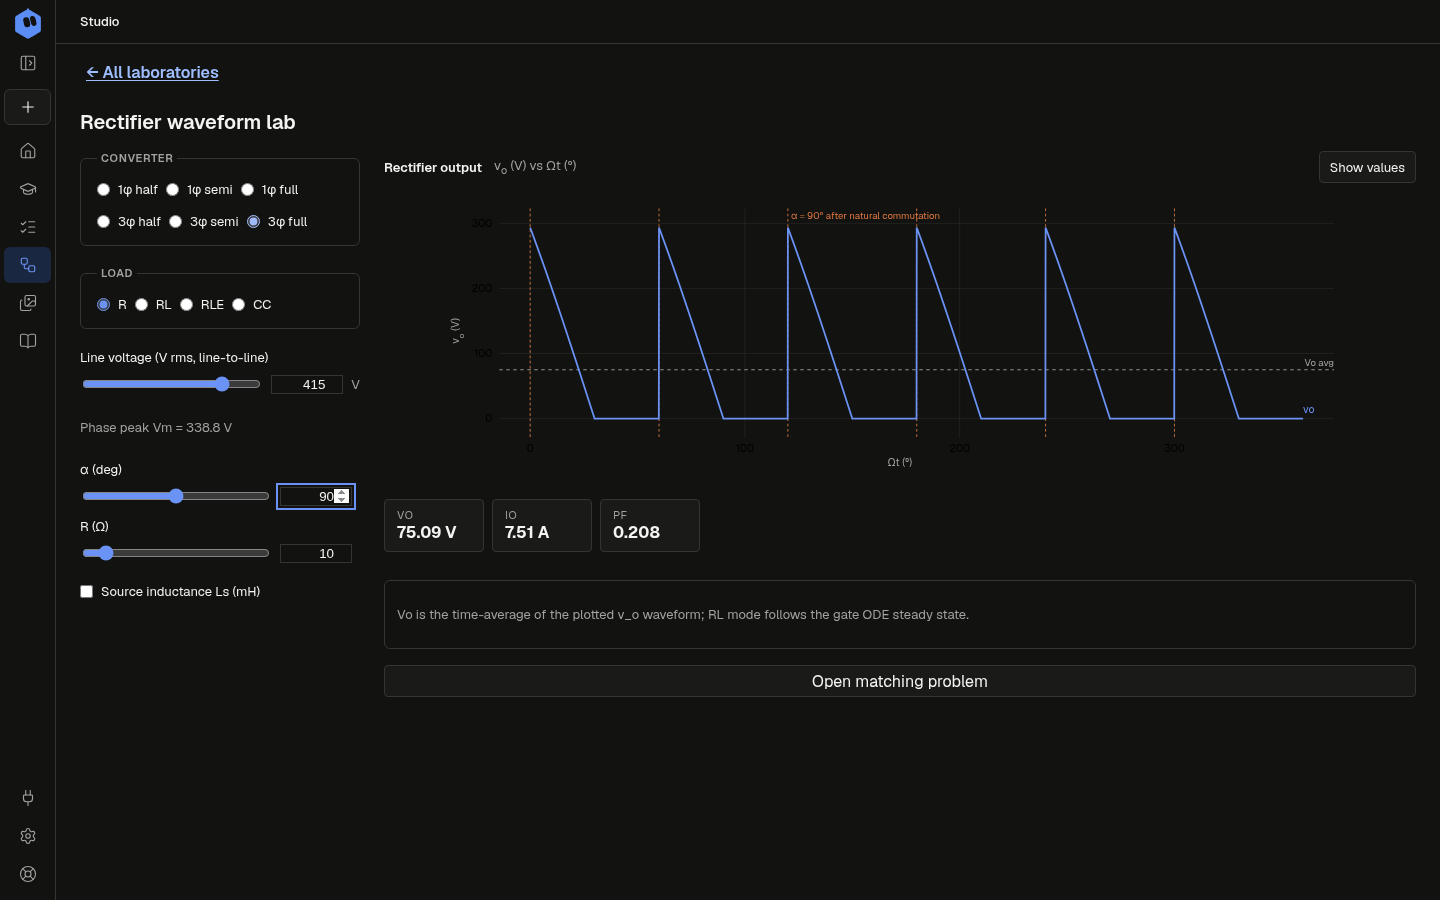 Studio
← All laboratories
Rectifier waveform lab
CONVERTER
1φ half 1φ semi 1φ full
3φ half 3φ semi 3φ full
LOAD
R RL RLE CC
Line voltage (V rms, line-to-line)
415 V
Phase peak Vm = 338.8 V
α (deg)
90
R (Ω)
10
Source inductance Ls (mH)
Rectifier output vo (V) vs Ωt (°)
Show values
α = 90° after natural commutation
300
200
100
0
vo (V)
Vo avg
vo
0 100 200 300
Ωt (°)
VO
75.09 V
IO
7.51 A
PF
0.208
Vo is the time-average of the plotted v_o waveform; RL mode follows the gate ODE steady state.
Open matching problem